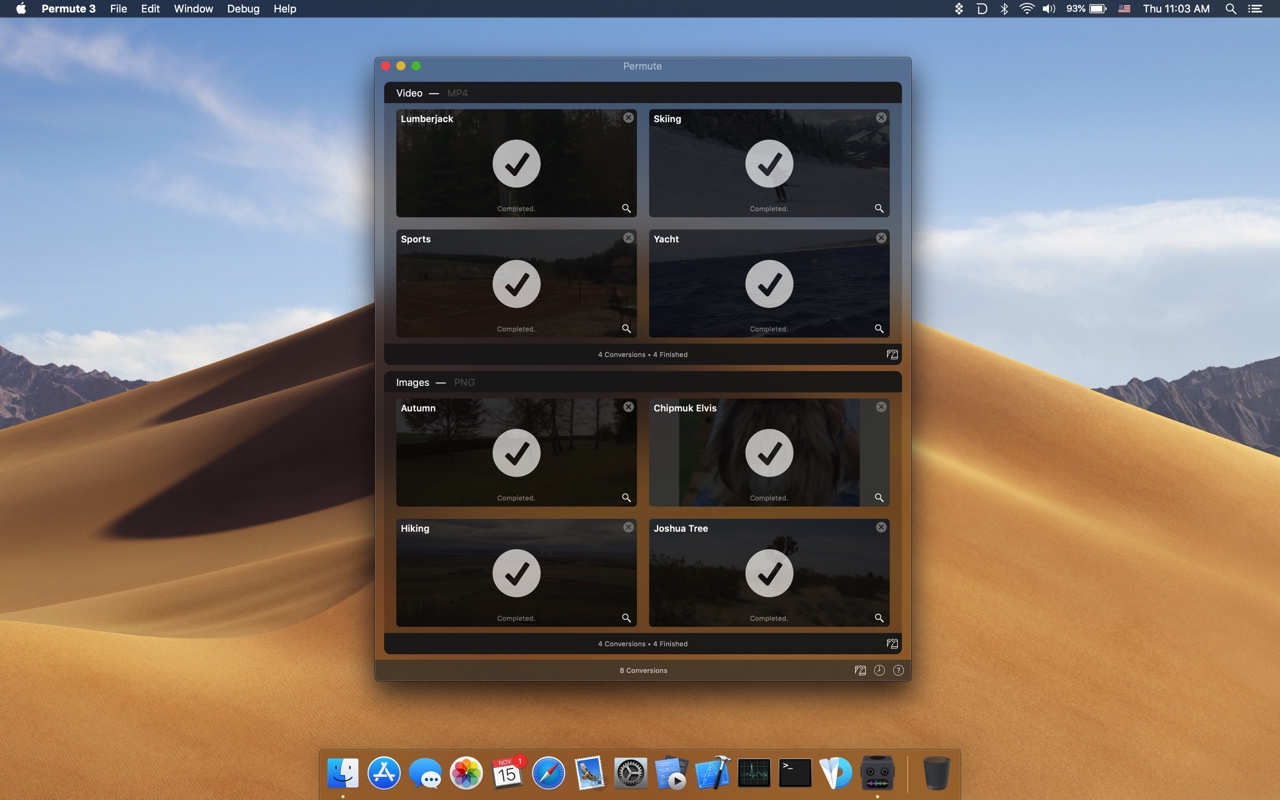 Permute 3 File Edit Window Debug Help 93% Thu 11:03 AM
Permute
Video — MP4
Lumberjack
Completed.
Skiing
Completed.
Sports
Completed.
Yacht
Completed.
4 Conversions • 4 Finished
Images — PNG
Autumn
Completed.
Chipmuk Elvis
Completed.
Hiking
Completed.
Joshua Tree
Completed.
4 Conversions • 4 Finished
8 Conversions
?
NOV
15
1
>_